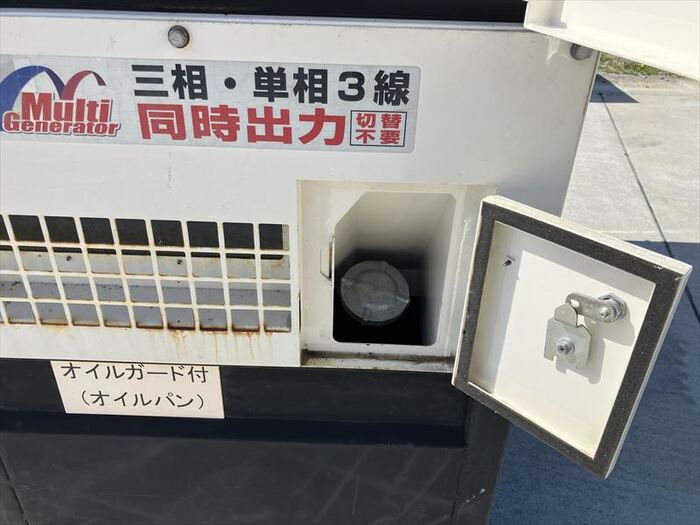 Multi
Generator
三相・単相3線
同時出力
切替
不要
オイルガード付
(オイルパン)